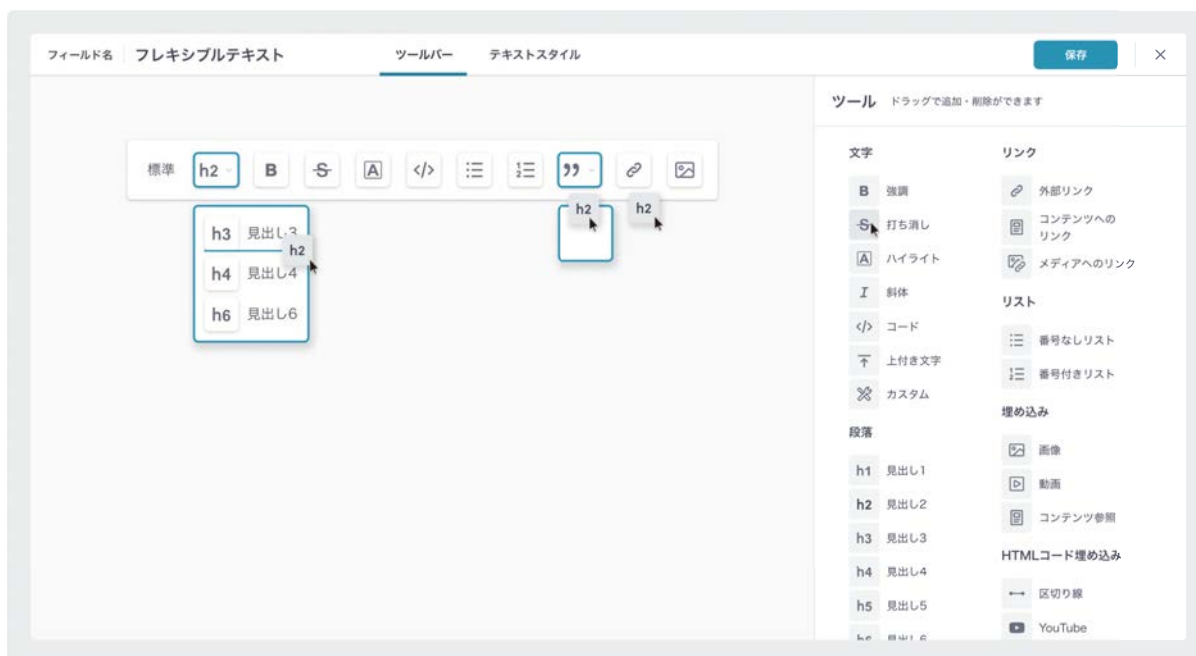 フィールド名 フレキシブルテキスト ツールバー テキストスタイル 保存
ツール ドラッグで追加・削除ができます
標準 h2 B S A </> ❞
h2 h2
h3 見出し3
h2
h4 見出し4
h6 見出し6
文字
B 強調
S 打ち消し
A ハイライト
I 斜体
</> コード
上付き文字
カスタム
段落
h1 見出し1
h2 見出し2
h3 見出し3
h4 見出し4
h5 見出し5
h6 見出し6
リンク
外部リンク
コンテンツへの
リンク
メディアへのリンク
リスト
番号なしリスト
番号付きリスト
埋め込み
画像
動画
コンテンツ参照
HTMLコード埋め込み
区切り線
YouTube